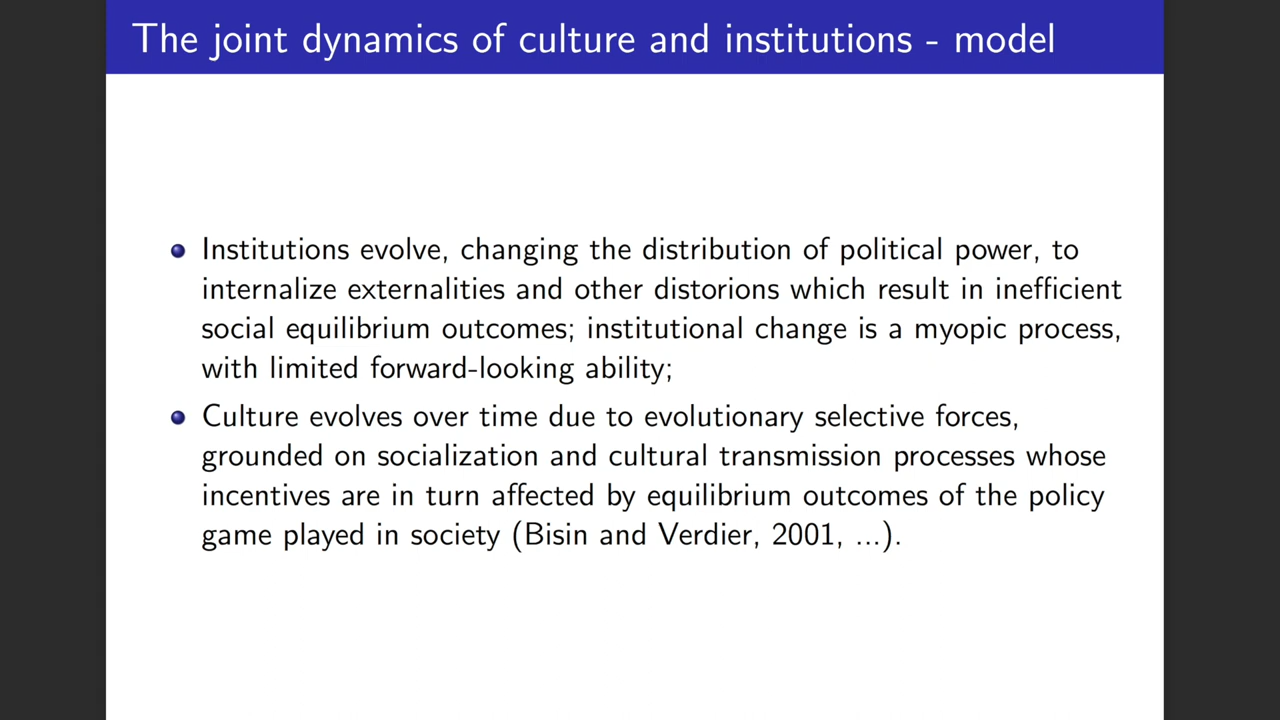 The joint dynamics of culture and institutions - model
Institutions evolve, changing the distribution of political power, to
internalize externalities and other distorions which result in inefficient
social equilibrium outcomes; institutional change is a myopic process,
with limited forward-looking ability;
Culture evolves over time due to evolutionary selective forces,
grounded on socialization and cultural transmission processes whose
incentives are in turn affected by equilibrium outcomes of the policy
game played in society (Bisin and Verdier, 2001, ...).